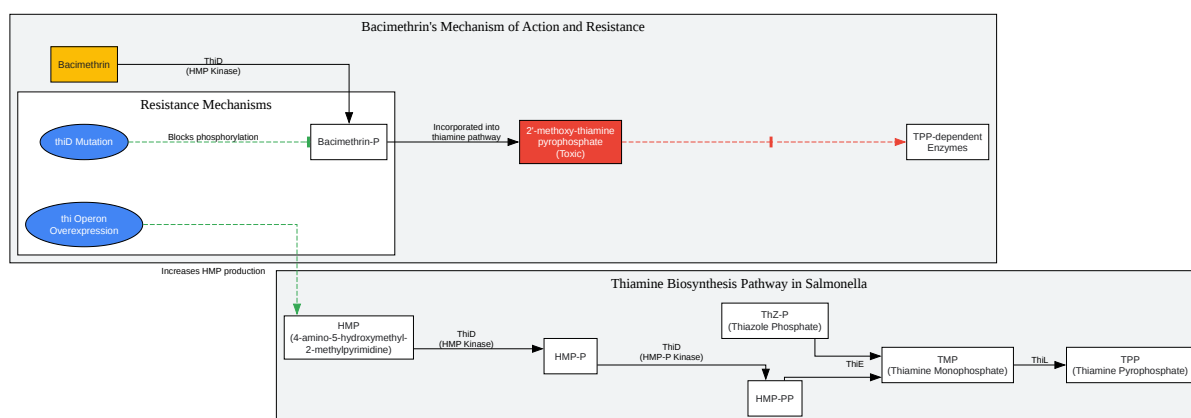 Bacimethrin's Mechanism of Action and Resistance
Bacimethrin
ThiD
(HMP Kinase)
Resistance Mechanisms
thiD Mutation
Blocks phosphorylation
Bacimethrin-P
Incorporated into
thiamine pathway
2'-methoxy-thiamine
pyrophosphate
(Toxic)
TPP-dependent
Enzymes
thi Operon
Overexpression
Increases HMP production
Thiamine Biosynthesis Pathway in Salmonella
HMP
(4-amino-5-hydroxymethyl-
2-methylpyrimidine)
ThiD
(HMP Kinase)
HMP-P
ThiD
(HMP-P Kinase)
HMP-PP
ThZ-P
(Thiazole Phosphate)
ThiE
TMP
(Thiamine Monophosphate)
ThiL
TPP
(Thiamine Pyrophosphate)